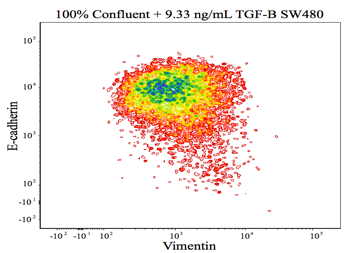 100% Confluent + 9.33 ng/mL TGF-B SW480
E-cadherin
10⁵
10⁴
10³
10²
-10¹
-10²
-10² -10¹ 10² 10³ 10⁴ 10⁵
Vimentin